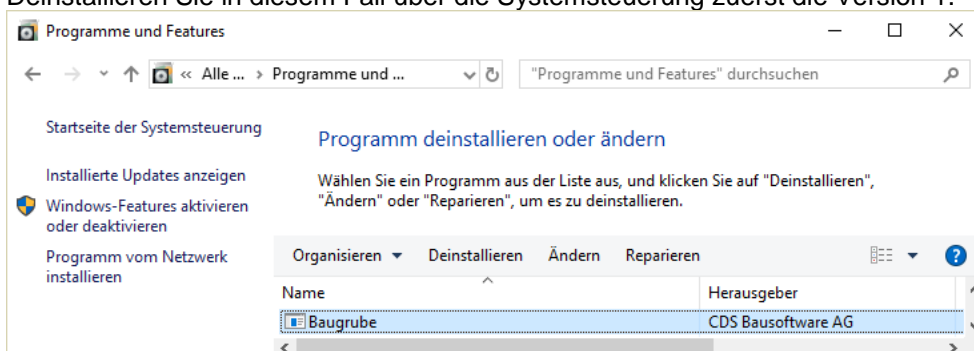 Deinstallieren Sie in diesem Fall über die Systemsteuerung zuerst die Version 1.
Programme und Features
« Alle ... › Programme und ...
"Programme und Features" durchsuchen
Startseite der Systemsteuerung
Installierte Updates anzeigen
Windows-Features aktivieren
oder deaktivieren
Programm vom Netzwerk
installieren
Programm deinstallieren oder ändern
Wählen Sie ein Programm aus der Liste aus, und klicken Sie auf "Deinstallieren",
"Ändern" oder "Reparieren", um es zu deinstallieren.
Organisieren Deinstallieren Ändern Reparieren
Name Herausgeber
Baugrube CDS Bausoftware AG